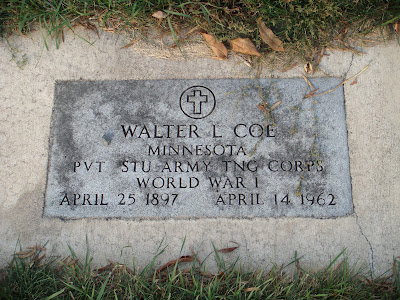 WALTER L COE
MINNESOTA
PVT STU ARMY TNG CORPS
WORLD WAR I
APRIL 25 1897 APRIL 14 1962